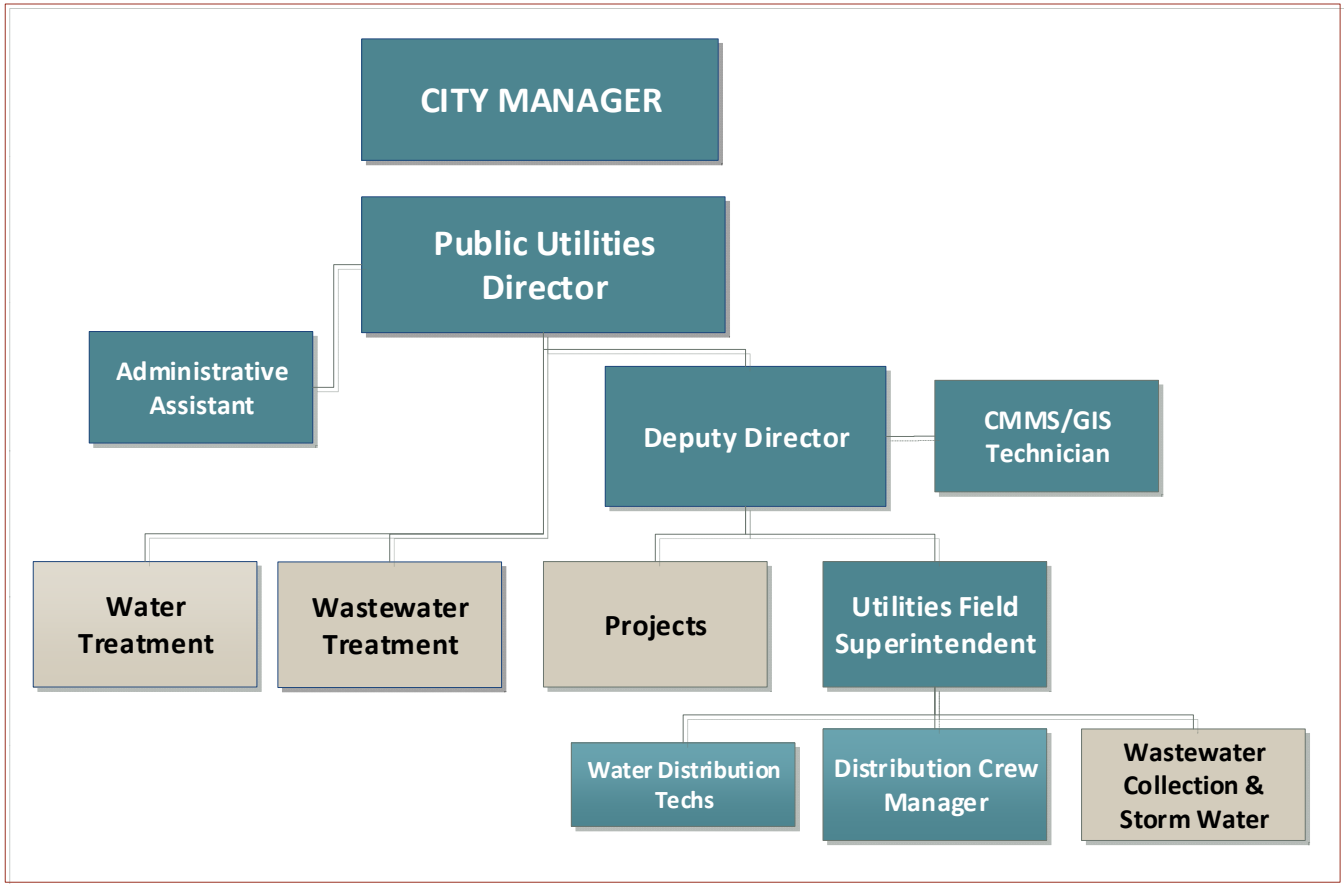 CITY MANAGER
Public Utilities
Director
Administrative
Assistant
Deputy Director
CMMS/GIS
Technician
Water
Treatment
Wastewater
Treatment
Projects
Utilities Field
Superintendent
Water Distribution
Techs
Distribution Crew
Manager
Wastewater
Collection &
Storm Water